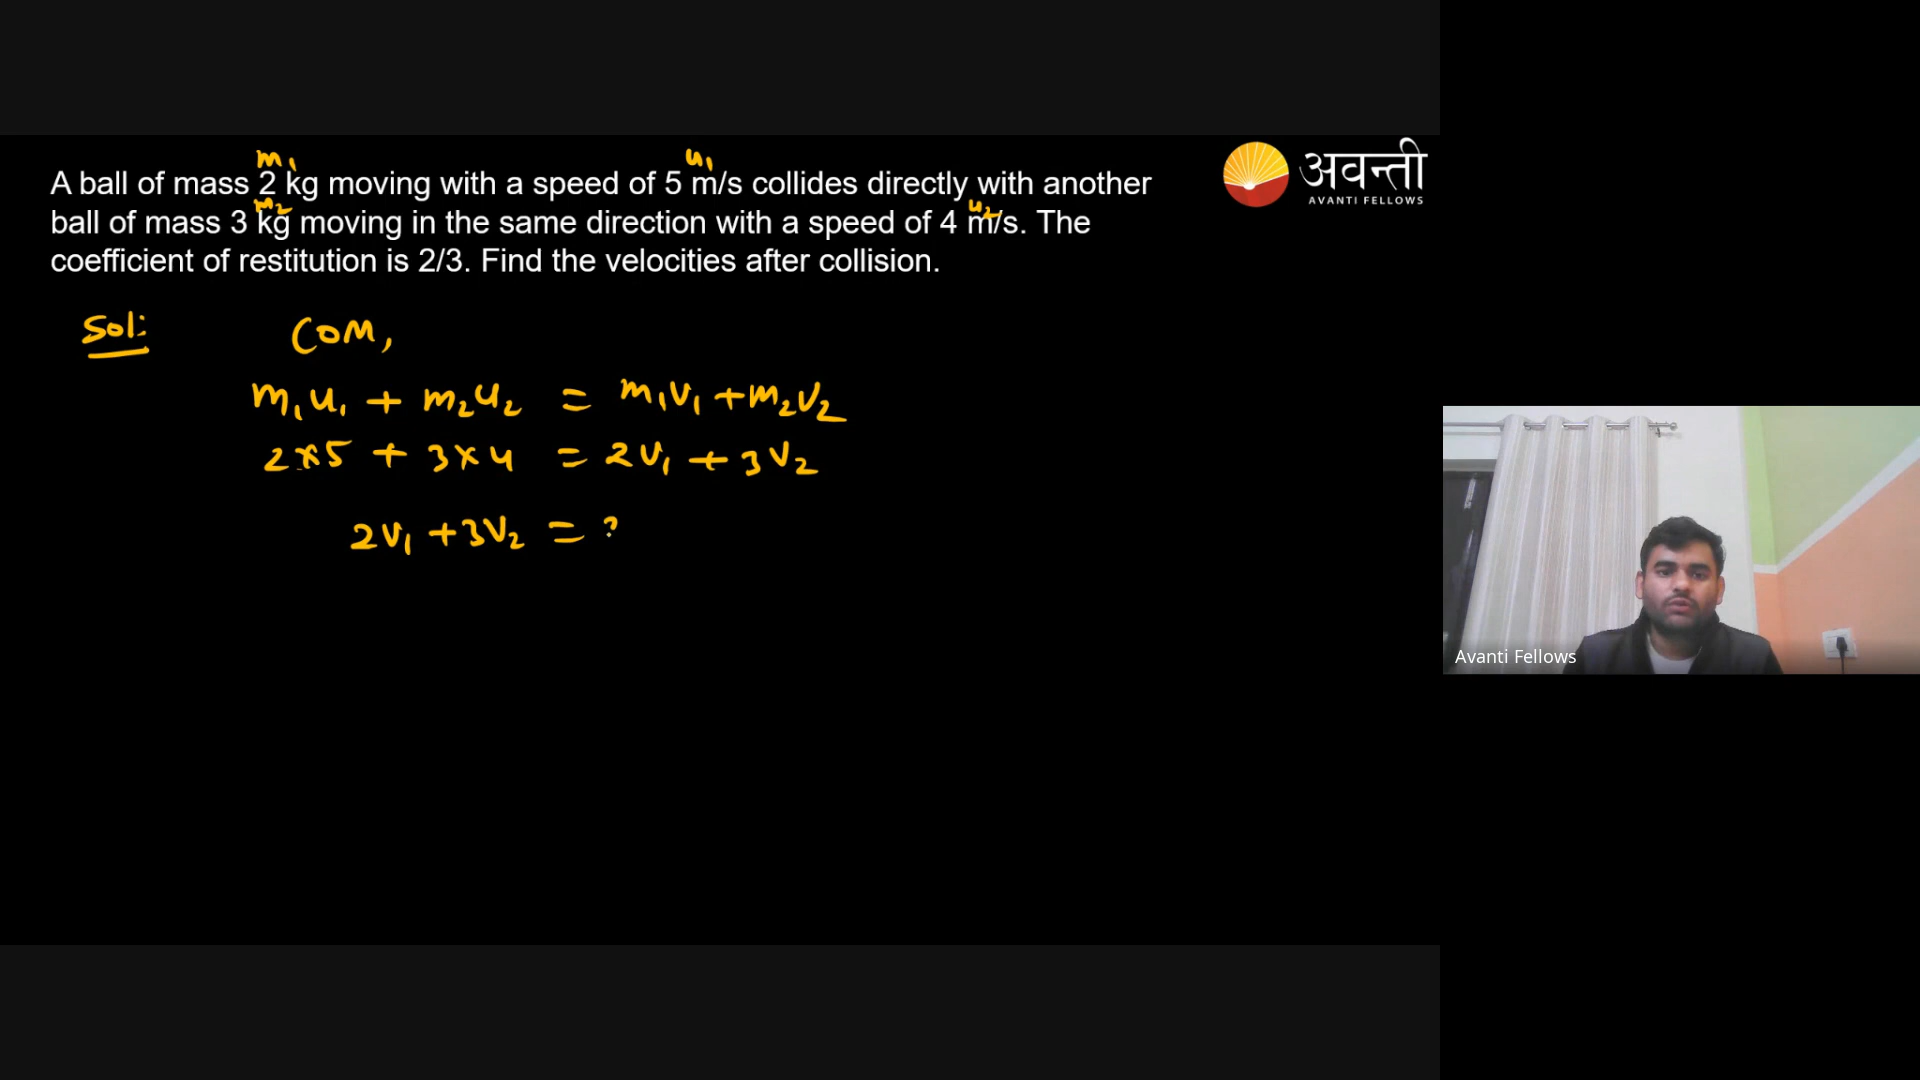 m₁ u₁
A ball of mass 2 kg moving with a speed of 5 m/s collides directly with another
m₂ u₂
ball of mass 3 kg moving in the same direction with a speed of 4 m/s. The
coefficient of restitution is 2/3. Find the velocities after collision.
अवन्ती
AVANTI FELLOWS
Sol:
COM,
m₁u₁ + m₂u₂ = m₁v₁ + m₂v₂
2×5 + 3×4 = 2v₁ + 3v₂
2v₁ + 3v₂ = ?
Avanti Fellows